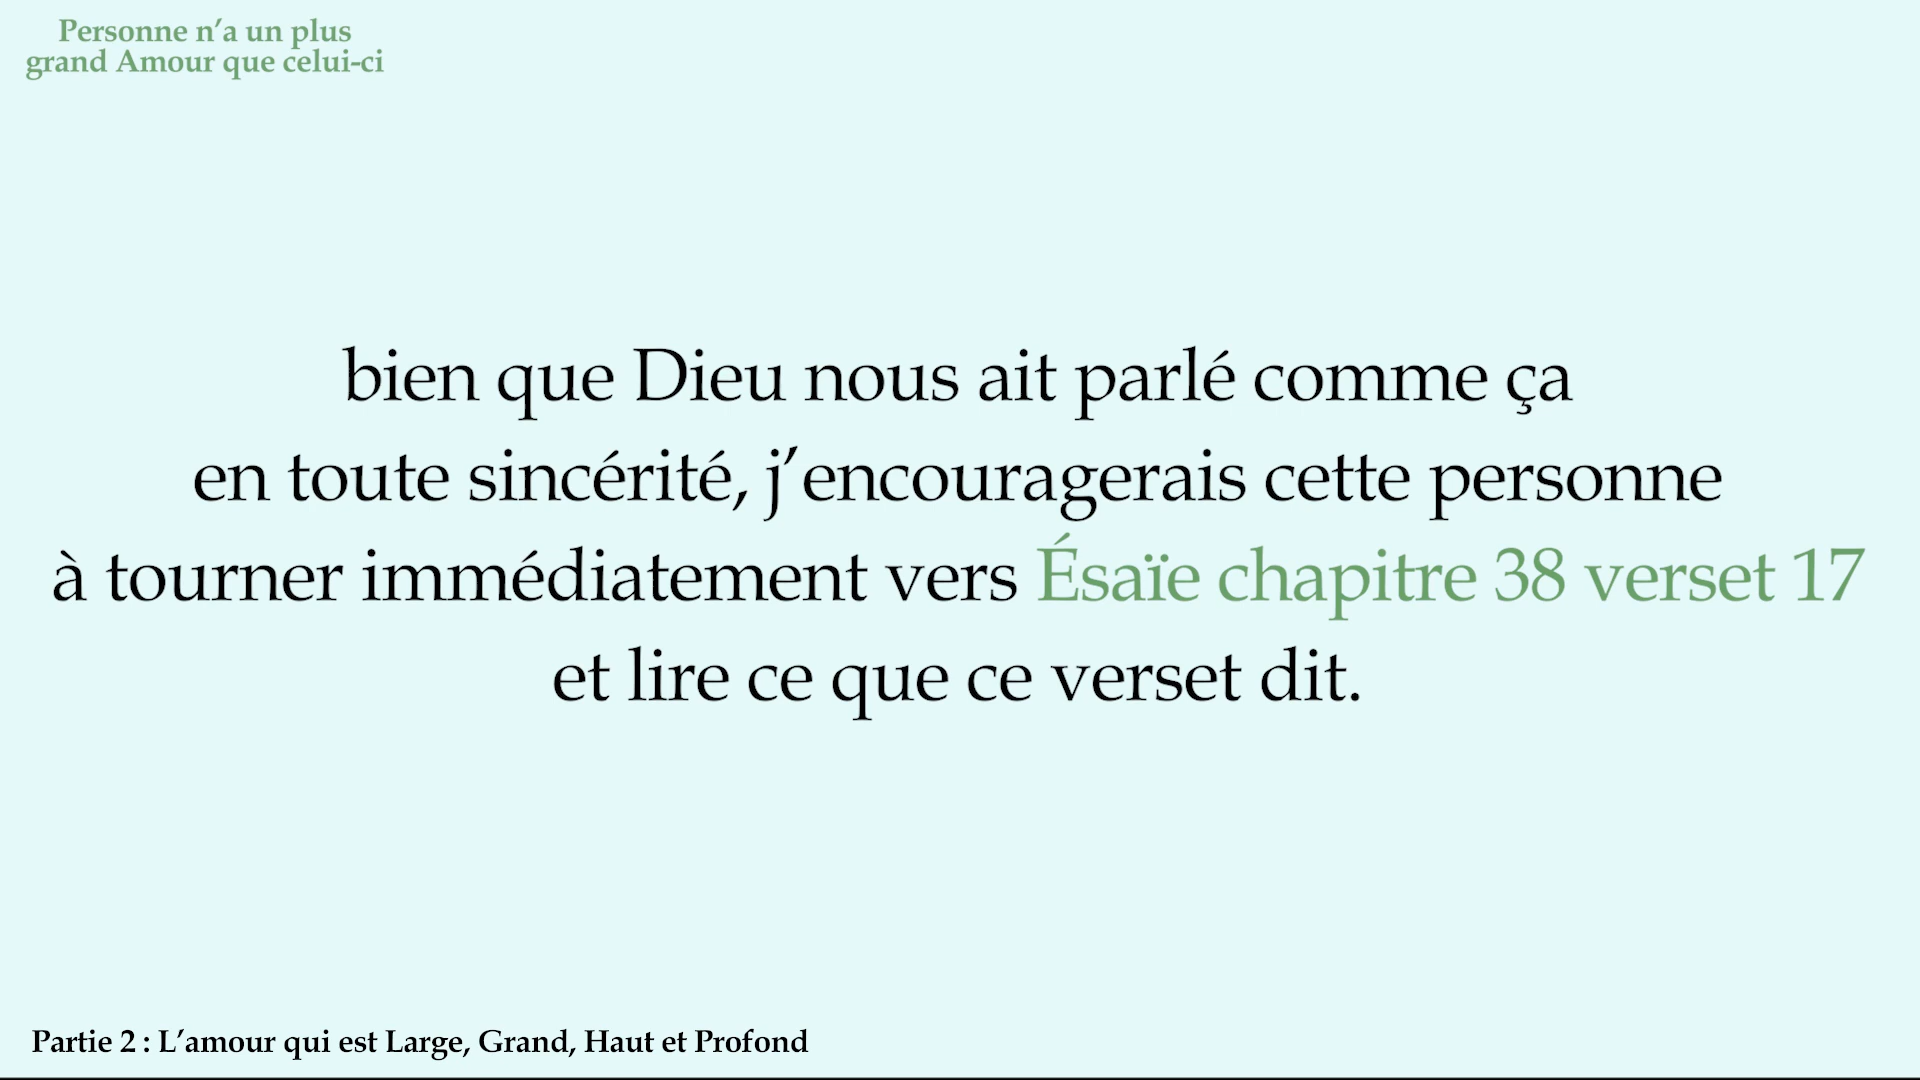 Personne n’a un plus
grand Amour que celui-ci
bien que Dieu nous ait parlé comme ça
en toute sincérité, j’encouragerais cette personne
à tourner immédiatement vers Ésaïe chapitre 38 verset 17
et lire ce que ce verset dit.
Partie 2 : L’amour qui est Large, Grand, Haut et Profond